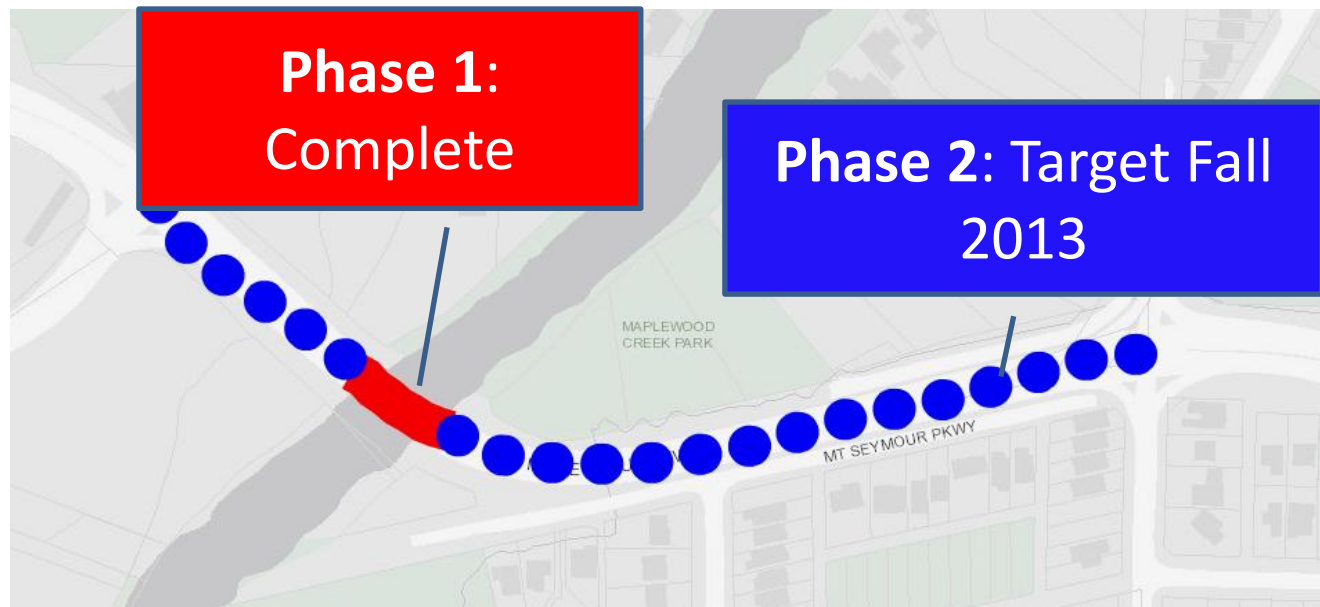 Phase 1:
Complete
Phase 2: Target Fall
2013
MAPLEWOOD
CREEK PARK
MT SEYMOUR PKWY